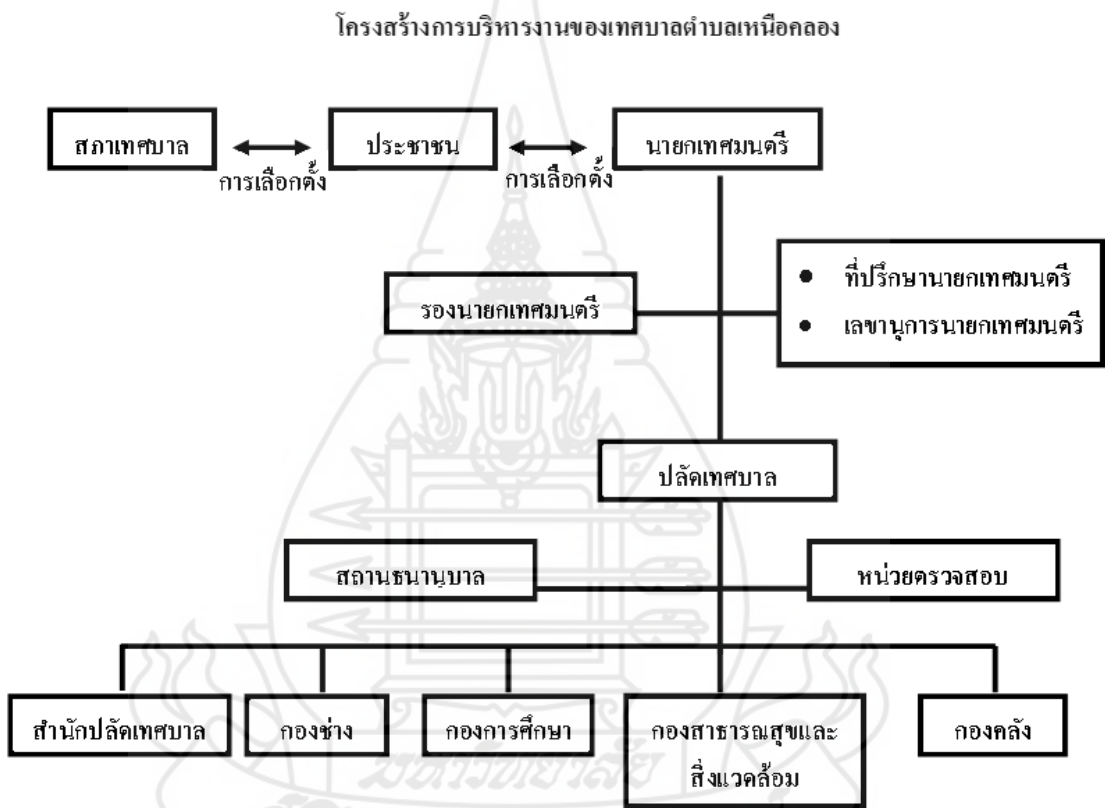 โครงสร้างการบริหารงานของเทศบาลตำบลเหนือคลอง
สภาเทศบาล
ประชาชน
นายกเทศมนตรี
การเลือกตั้ง
การเลือกตั้ง
รองนายกเทศมนตรี
• ที่ปรึกษานายกเทศมนตรี
• เลขานุการนายกเทศมนตรี
ปลัดเทศบาล
สถานธนานุบาล
หน่วยตรวจสอบ
สำนักปลัดเทศบาล
กองช่าง
กองการศึกษา
กองสาธารณสุขและ
สิ่งแวดล้อม
กองคลัง